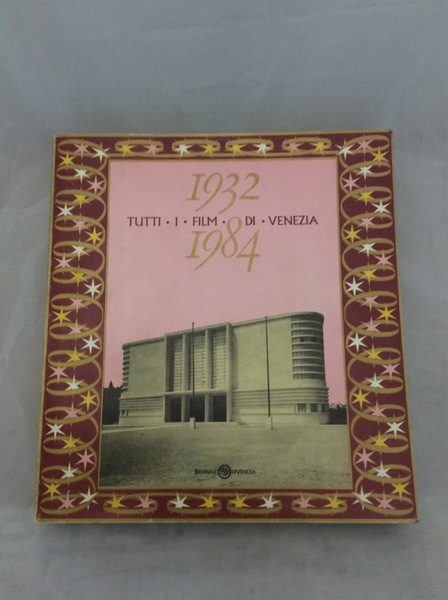 1932
TUTTI • I • FILM • DI • VENEZIA
1984
BIENNALE DI VENEZIA